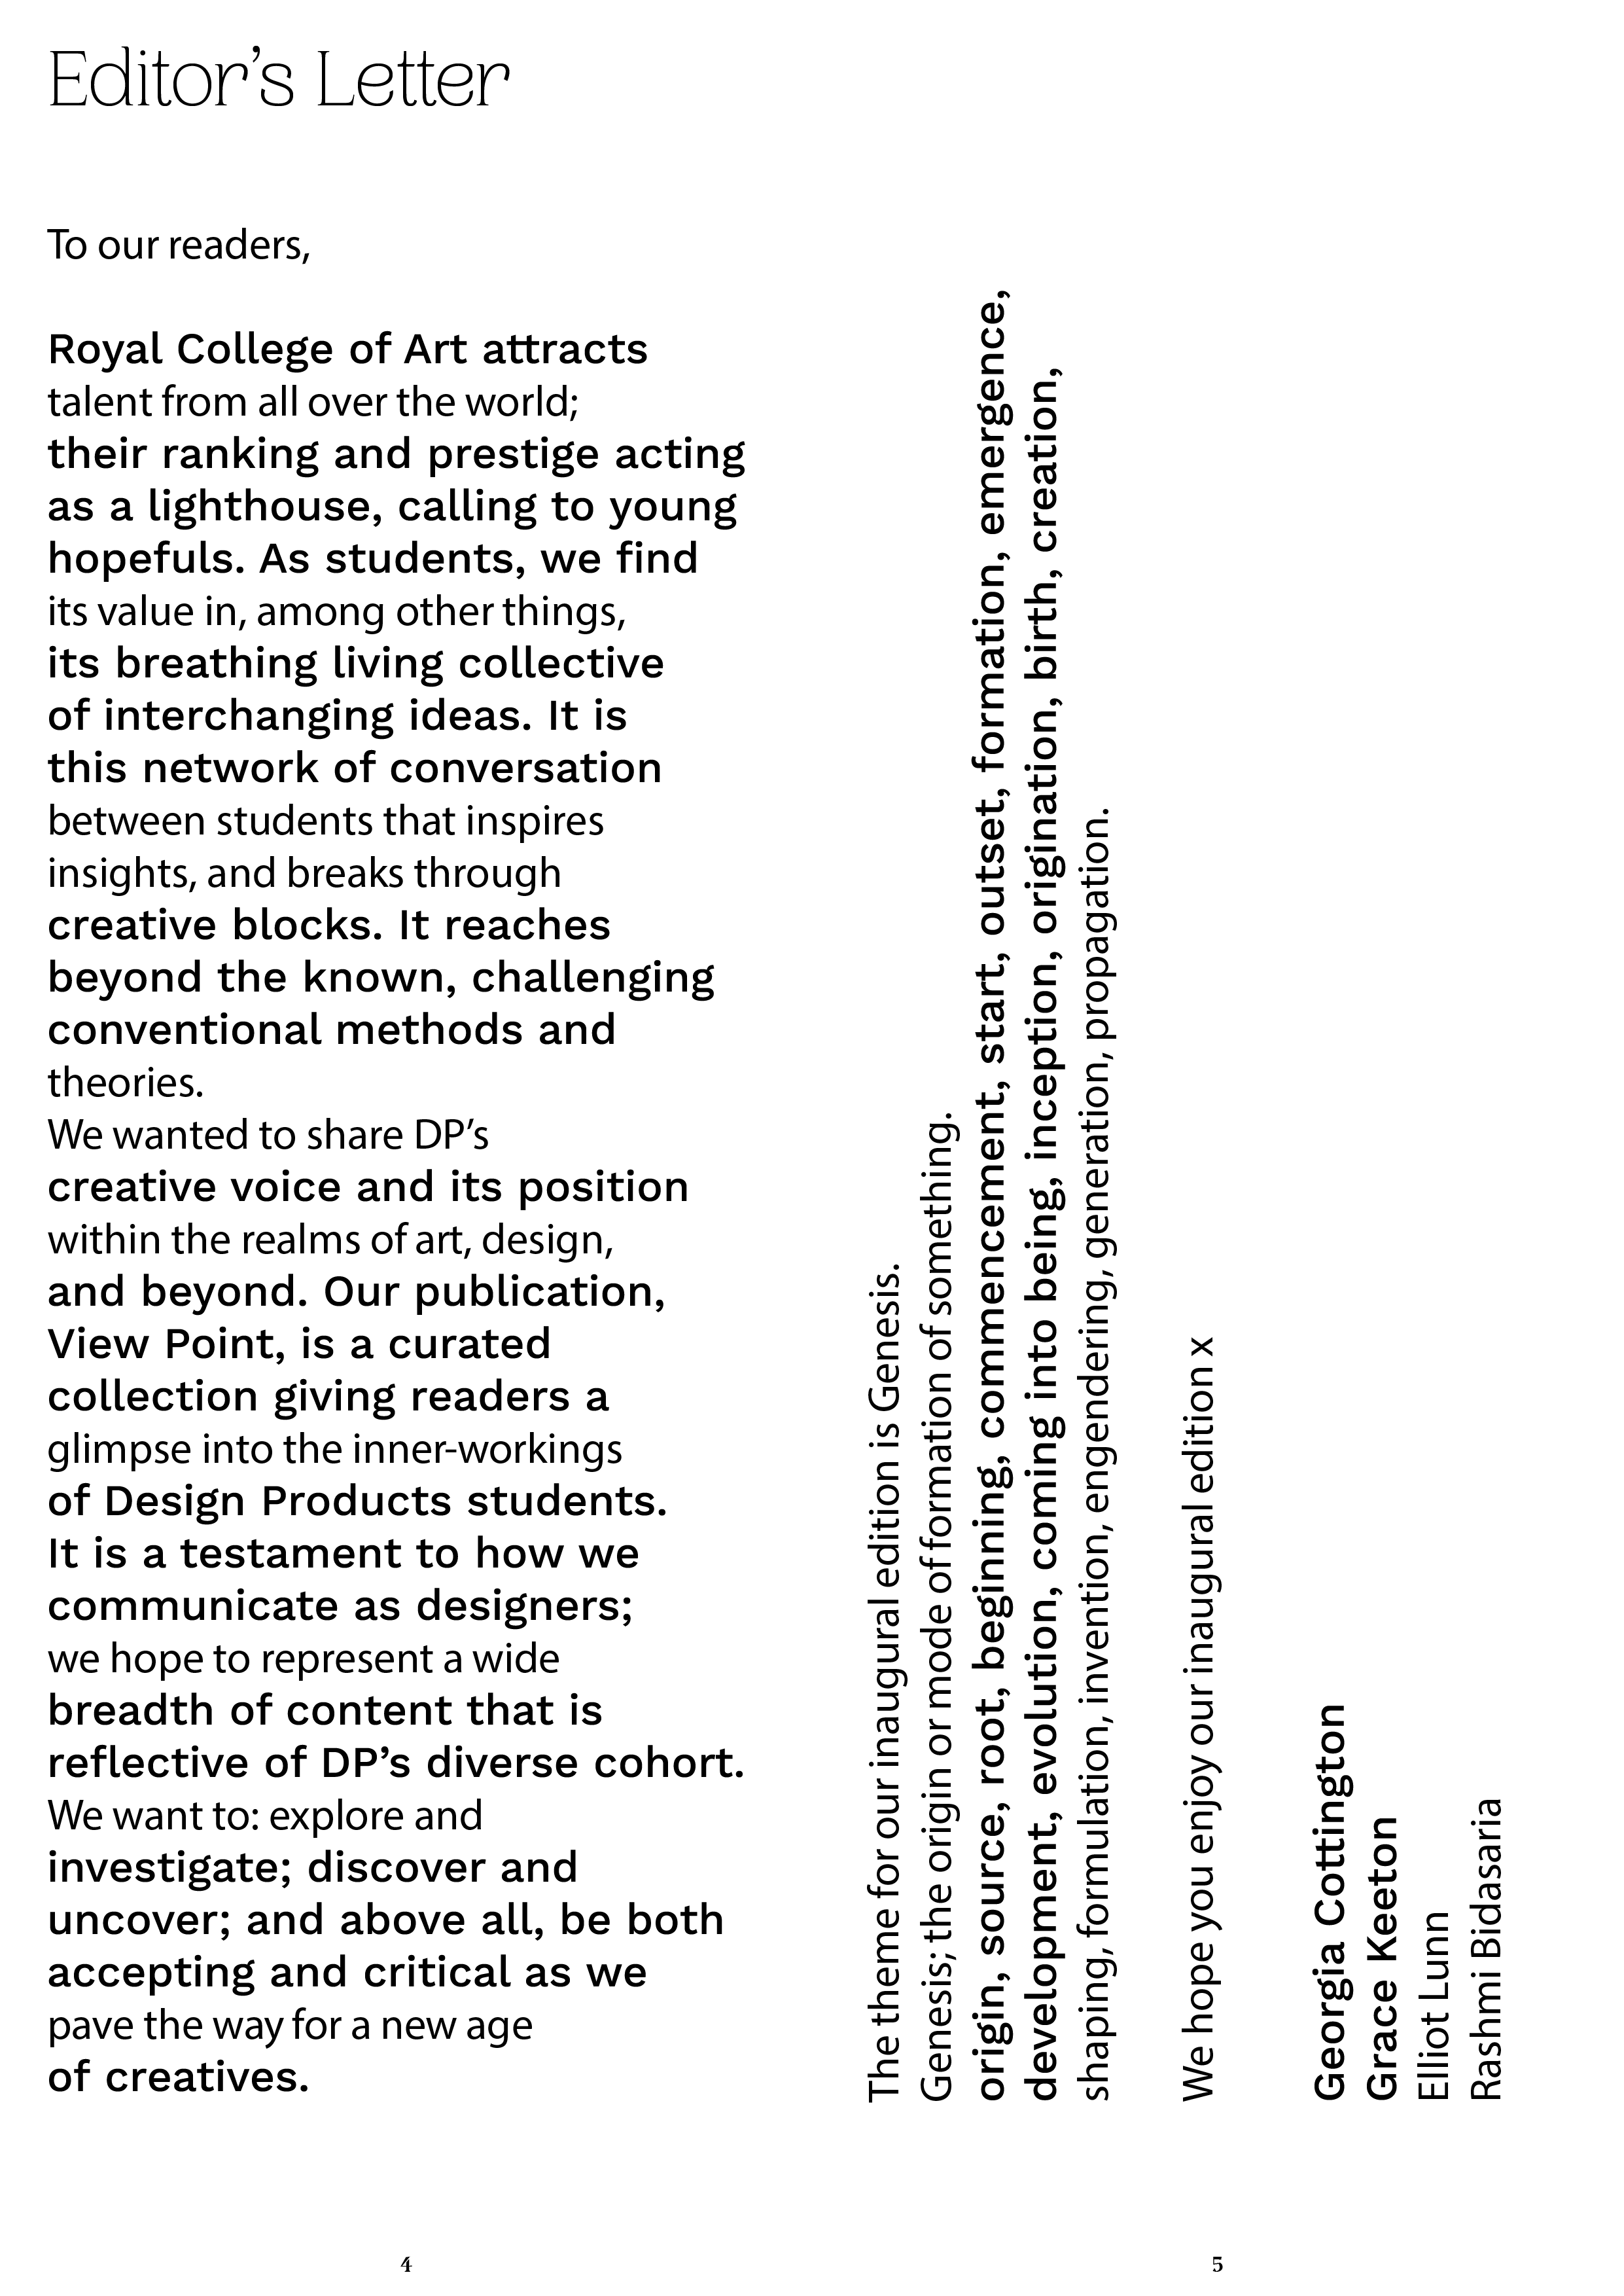 Editor’s Letter
To our readers,
Royal College of Art attracts
talent from all over the world;
their ranking and prestige acting
as a lighthouse, calling to young
hopefuls. As students, we find
its value in, among other things,
its breathing living collective
of interchanging ideas. It is
this network of conversation
between students that inspires
insights, and breaks through
creative blocks. It reaches
beyond the known, challenging
conventional methods and
theories.
We wanted to share DP’s
creative voice and its position
within the realms of art, design,
and beyond. Our publication,
View Point, is a curated
collection giving readers a
glimpse into the inner-workings
of Design Products students.
It is a testament to how we
communicate as designers;
we hope to represent a wide
breadth of content that is
reflective of DP’s diverse cohort.
We want to: explore and
investigate; discover and
uncover; and above all, be both
accepting and critical as we
pave the way for a new age
of creatives.
4
The theme for our inaugural edition is Genesis.
Genesis; the origin or mode of formation of something.
origin, source, root, beginning, commencement, start, outset, formation, emergence,
development, evolution, coming into being, inception, origination, birth, creation,
shaping, formulation, invention, engendering, generation, propagation.
We hope you enjoy our inaugural edition x
Georgia Cottington
Grace Keeton
Elliot Lunn
Rashmi Bidasaria
5